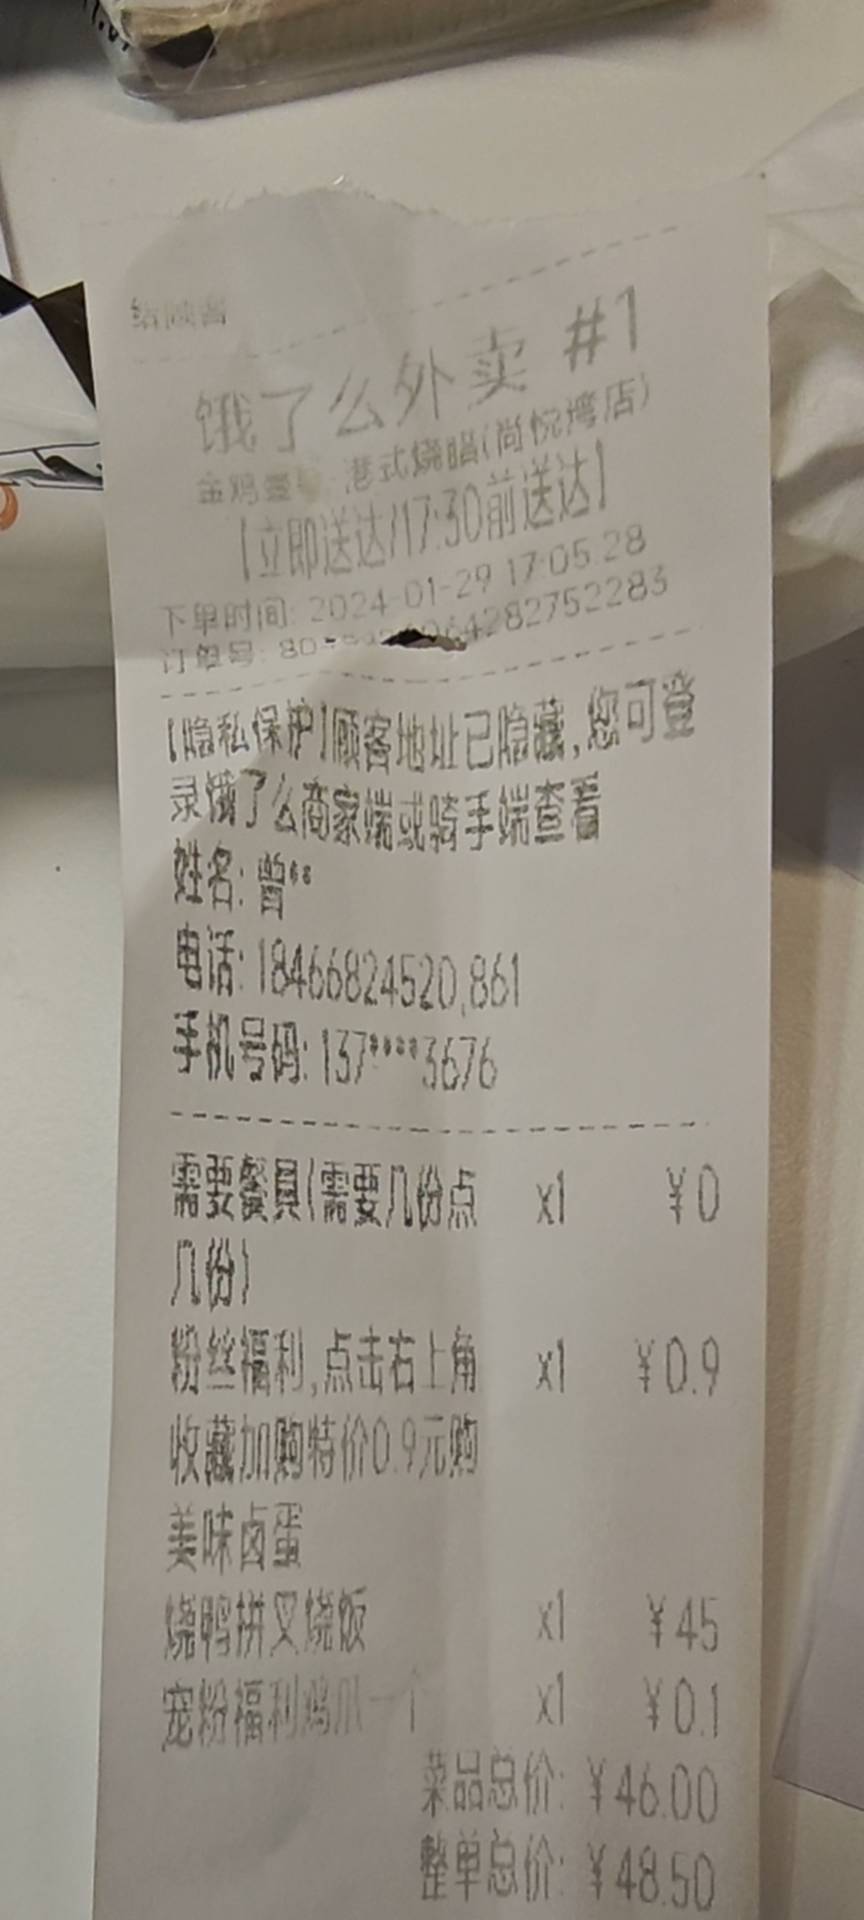 给顾客
饿了么外卖 #1
港式烧腊(尚悦湾店)
【立即送达/17:30前送达】
下单时间: 2024-01-29 17:05:28
订单号: 4282752283
【隐私保护】顾客地址已隐藏,您可登
录饿了么商家端或骑手端查看
姓名: 曾**
电话: 18466824520,861
手机号码: 137****3676
需要餐具(需要几份点 x1 ¥0
几份)
粉丝福利,点击右上角 x1 ¥0.9
收藏加购特价0.9元购
美味卤蛋
烧鸭拼叉烧饭 x1 ¥45
宠粉福利鸡爪一个 x1 ¥0.1
菜品总价: ¥46.00
整单总价: ¥48.50